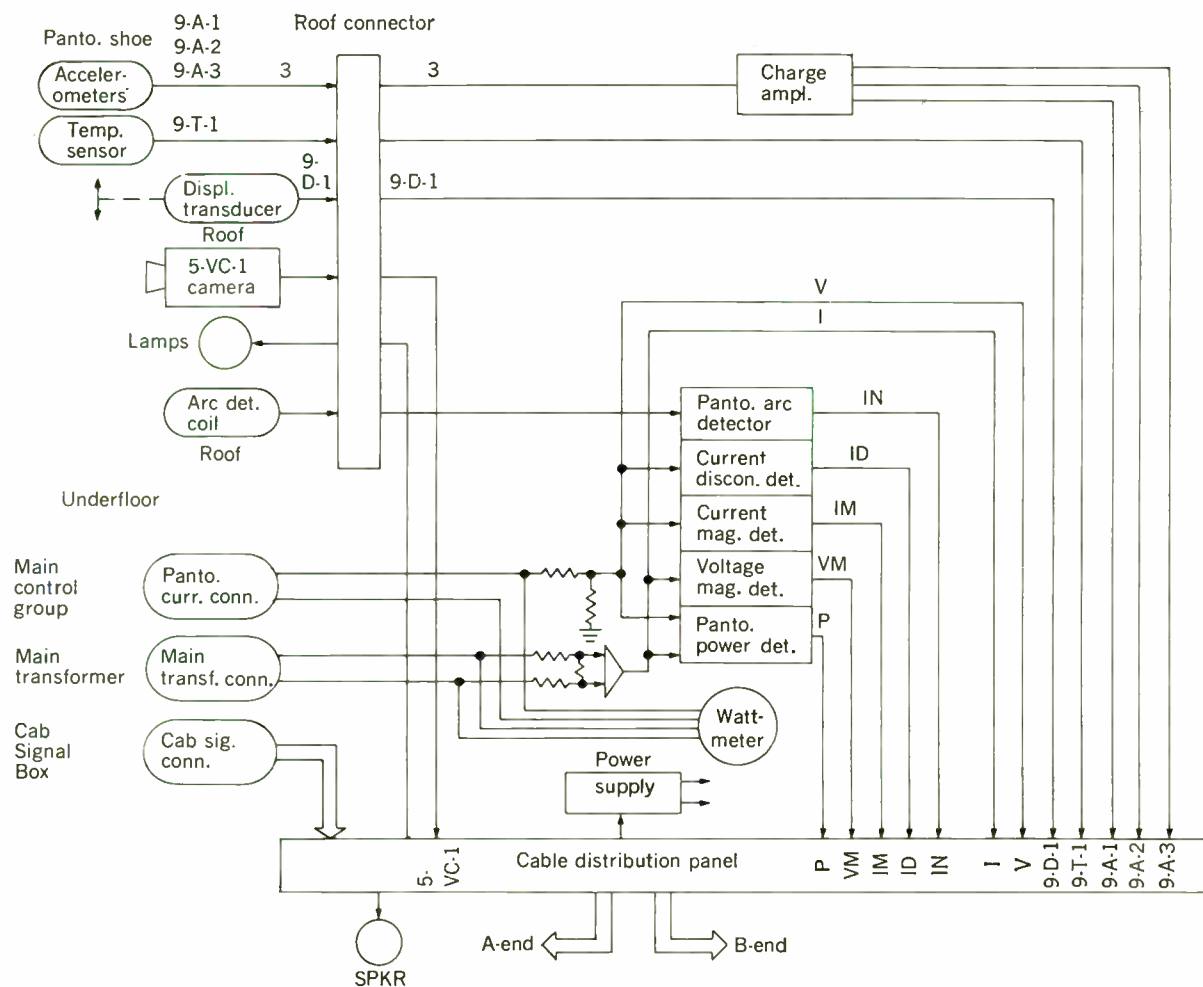 9-A-1
Roof connector
Panto. shoe
9-A-2
Acceler-
ometers
9-A-3
3
3
Charge
ampl.
Temp.
sensor
9-T-1
9-
D-1
9-D-1
Displ.
transducer
Roof
5-VC-1
camera
V
I
Lamps
Arc det.
coil
Roof
Panto. arc
detector
IN
Current
discon. det.
ID
Underfloor
Current
mag. det.
IM
Main
control
group
Panto.
curr. conn.
Voltage
mag. det.
VM
Panto.
power det.
P
Main
transformer
Main
transf. conn.
Watt-
meter
Cab
Signal
Box
Cab sig.
conn.
Power
supply
5-
VC-1
Cable distribution panel
P
VM
IM
ID
IN
I
V
9-D-1
9-T-1
9-A-1
9-A-2
9-A-3
A-end
B-end
SPKR